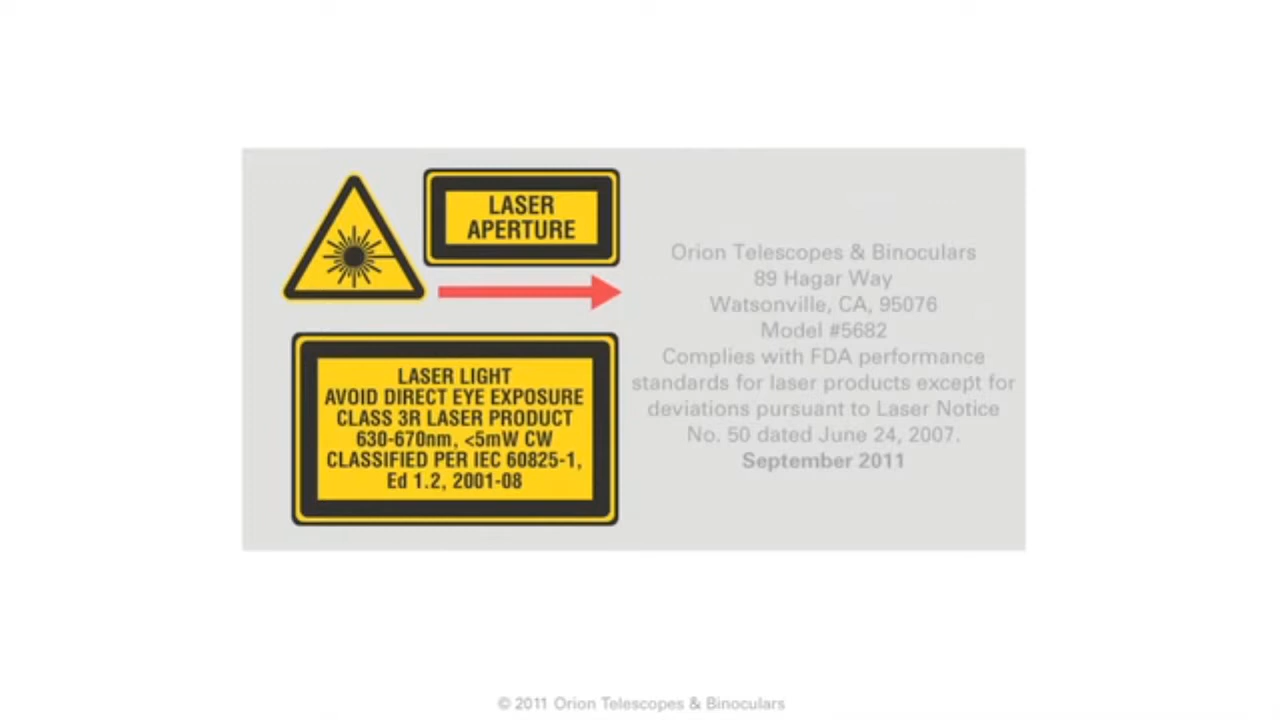 LASER
APERTURE
LASER LIGHT
AVOID DIRECT EYE EXPOSURE
CLASS 3R LASER PRODUCT
630-670nm, <5mW CW
CLASSIFIED PER IEC 60825-1,
Ed 1.2, 2001-08
Orion Telescopes & Binoculars
89 Hagar Way
Watsonville, CA, 95076
Model #5682
Complies with FDA performance
standards for laser products except for
deviations pursuant to Laser Notice
No. 50 dated June 24, 2007.
September 2011
© 2011 Orion Telescopes & Binoculars